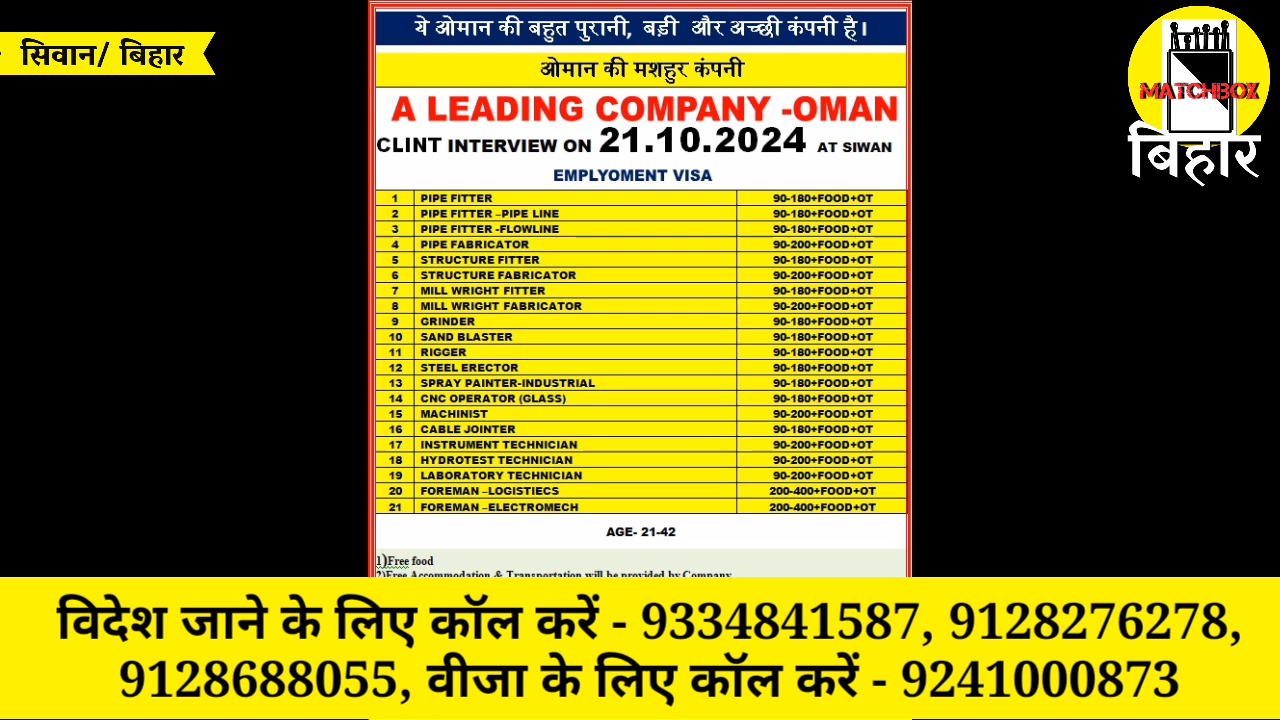 ये ओमान की बहुत पुरानी, बड़ी और अच्छी कंपनी है।
सिवान/ बिहार
ओमान की मशहुर कंपनी
MATCHBOX
बिहार
A LEADING COMPANY -OMAN
CLINT INTERVIEW ON 21.10.2024 AT SIWAN
EMPLYOMENT VISA
1 PIPE FITTER 90-180+FOOD+OT
2 PIPE FITTER –PIPE LINE 90-180+FOOD+OT
3 PIPE FITTER -FLOWLINE 90-180+FOOD+OT
4 PIPE FABRICATOR 90-200+FOOD+OT
5 STRUCTURE FITTER 90-180+FOOD+OT
6 STRUCTURE FABRICATOR 90-200+FOOD+OT
7 MILL WRIGHT FITTER 90-180+FOOD+OT
8 MILL WRIGHT FABRICATOR 90-200+FOOD+OT
9 GRINDER 90-180+FOOD+OT
10 SAND BLASTER 90-180+FOOD+OT
11 RIGGER 90-180+FOOD+OT
12 STEEL ERECTOR 90-180+FOOD+OT
13 SPRAY PAINTER-INDUSTRIAL 90-180+FOOD+OT
14 CNC OPERATOR (GLASS) 90-180+FOOD+OT
15 MACHINIST 90-200+FOOD+OT
16 CABLE JOINTER 90-180+FOOD+OT
17 INSTRUMENT TECHNICIAN 90-200+FOOD+OT
18 HYDROTEST TECHNICIAN 90-200+FOOD+OT
19 LABORATORY TECHNICIAN 90-200+FOOD+OT
20 FOREMAN –LOGISTIECS 200-400+FOOD+OT
21 FOREMAN –ELECTROMECH 200-400+FOOD+OT
AGE- 21-42
1)Free food
2)Free Accommodation & Transportation will be provided by Company
विदेश जाने के लिए कॉल करें - 9334841587, 9128276278,
9128688055, वीजा के लिए कॉल करें - 9241000873